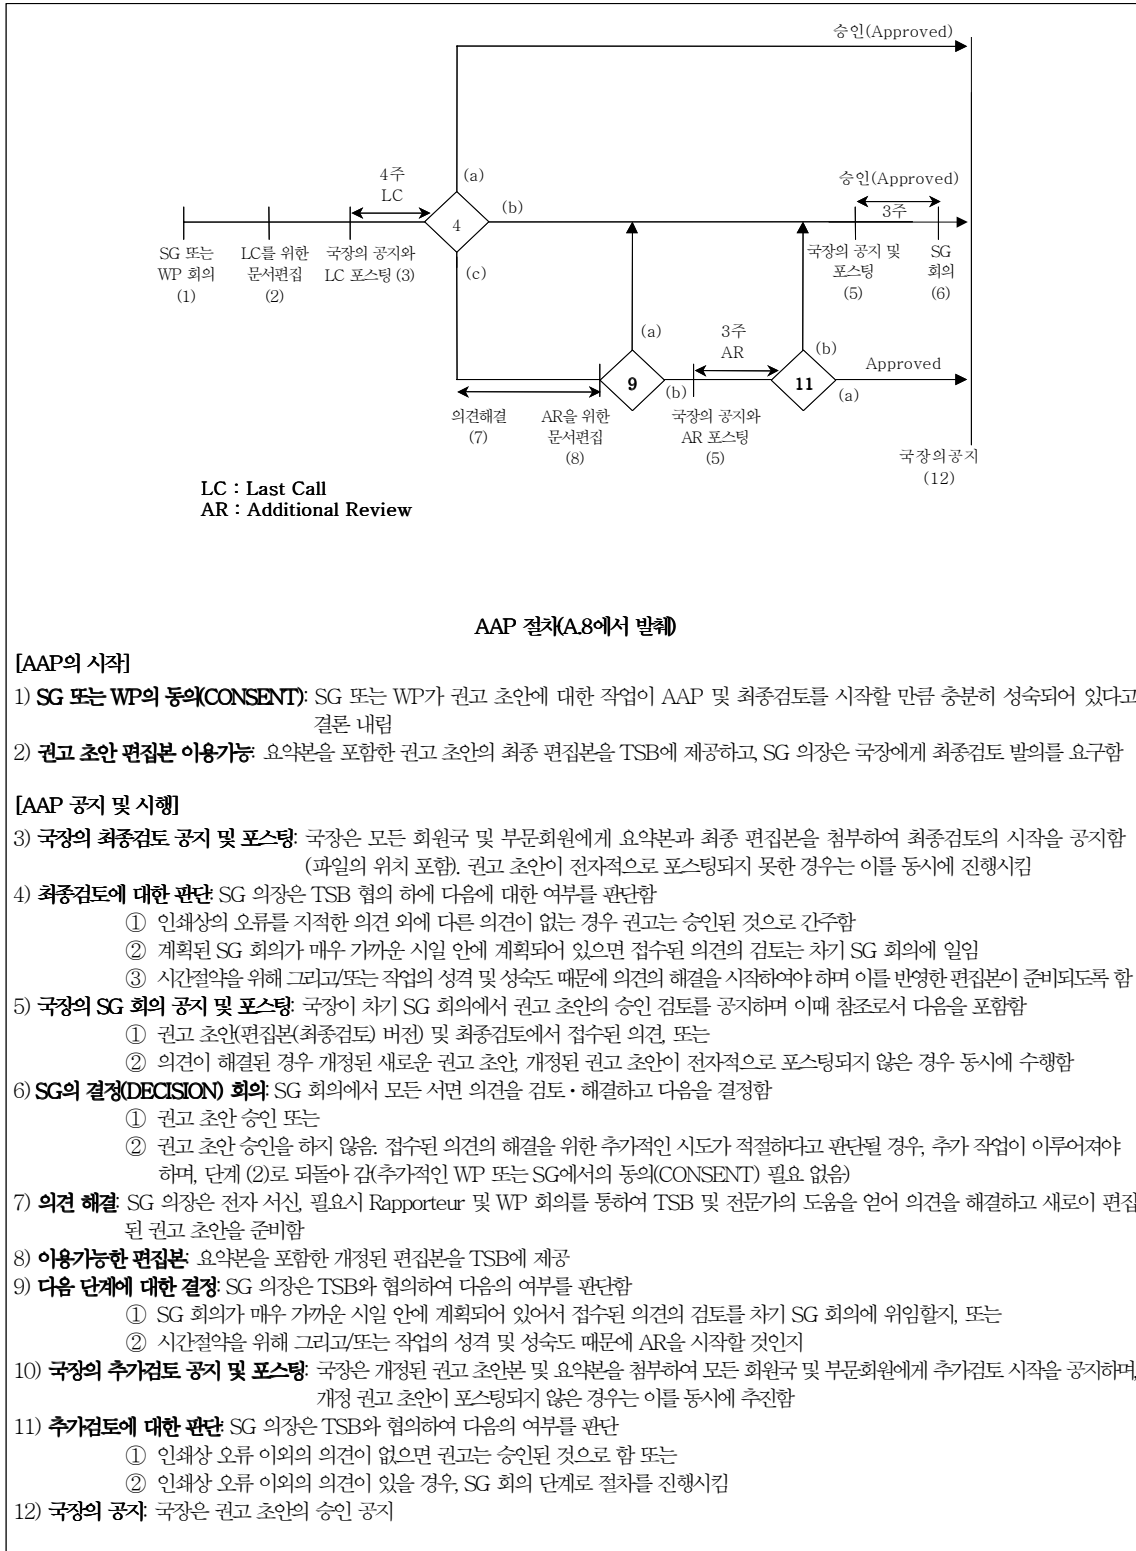 승인(Approved)
4주
LC
(a)
승인(Approved)
(b)
3주
4
SG 또는
WP 회의
(1)
LC를 위한
문서편집
(2)
국장의 공지와
LC 포스팅 (3)
(c)
국장의 공지 및
포스팅
(5)
SG
회의
(6)
(a)
3주
AR
(b)
Approved
9
(b)
11
(a)
의견해결
(7)
AR을 위한
문서편집
(8)
국장의 공지와
AR 포스팅
(5)
국장의공지
(12)
LC : Last Call
AR : Additional Review
AAP 절차(A.8에서 발췌)
[AAP의 시작]
1) SG 또는 WP의 동의(CONSENT): SG 또는 WP가 권고 초안에 대한 작업이 AAP 및 최종검토를 시작할 만큼 충분히 성숙되어 있다고
결론 내림
2) 권고 초안 편집본 이용가능: 요약본을 포함한 권고 초안의 최종 편집본을 TSB에 제공하고, SG 의장은 국장에게 최종검토 발의를 요구함
[AAP 공지 및 시행]
3) 국장의 최종검토 공지 및 포스팅: 국장은 모든 회원국 및 부문회원에게 요약본과 최종 편집본을 첨부하여 최종검토의 시작을 공지함
(파일의 위치 포함). 권고 초안이 전자적으로 포스팅되지 못한 경우는 이를 동시에 진행시킴
4) 최종검토에 대한 판단: SG 의장은 TSB 협의 하에 다음에 대한 여부를 판단함
① 인쇄상의 오류를 지적한 의견 외에 다른 의견이 없는 경우 권고는 승인된 것으로 간주함
② 계획된 SG 회의가 매우 가까운 시일 안에 계획되어 있으면 접수된 의견의 검토는 차기 SG 회의에 일임
③ 시간절약을 위해 그리고/또는 작업의 성격 및 성숙도 때문에 의견의 해결을 시작하여야 하며 이를 반영한 편집본이 준비되도록 함
5) 국장의 SG 회의 공지 및 포스팅: 국장이 차기 SG 회의에서 권고 초안의 승인 검토를 공지하며 이때 참조로서 다음을 포함함
① 권고 초안(편집본(최종검토) 버전) 및 최종검토에서 접수된 의견, 또는
② 의견이 해결된 경우 개정된 새로운 권고 초안, 개정된 권고 초안이 전자적으로 포스팅되지 않은 경우 동시에 수행함
6) SG의 결정(DECISION) 회의: SG 회의에서 모든 서면 의견을 검토・해결하고 다음을 결정함
① 권고 초안 승인 또는
② 권고 초안 승인을 하지 않음. 접수된 의견의 해결을 위한 추가적인 시도가 적절하다고 판단될 경우, 추가 작업이 이루어져야
하며, 단계 (2)로 되돌아 감(추가적인 WP 또는 SG에서의 동의(CONSENT) 필요 없음)
7) 의견 해결: SG 의장은 전자 서신, 필요시 Rapporteur 및 WP 회의를 통하여 TSB 및 전문가의 도움을 얻어 의견을 해결하고 새로이 편집
된 권고 초안을 준비함
8) 이용가능한 편집본: 요약본을 포함한 개정된 편집본을 TSB에 제공
9) 다음 단계에 대한 결정: SG 의장은 TSB와 협의하여 다음의 여부를 판단함
① SG 회의가 매우 가까운 시일 안에 계획되어 있어서 접수된 의견의 검토를 차기 SG 회의에 위임할지, 또는
② 시간절약을 위해 그리고/또는 작업의 성격 및 성숙도 때문에 AR을 시작할 것인지
10) 국장의 추가검토 공지 및 포스팅: 국장은 개정된 권고 초안본 및 요약본을 첨부하여 모든 회원국 및 부문회원에게 추가검토 시작을 공지하며,
개정 권고 초안이 포스팅되지 않은 경우는 이를 동시에 추진함
11) 추가검토에 대한 판단: SG 의장은 TSB와 협의하여 다음의 여부를 판단
① 인쇄상 오류 이외의 의견이 없으면 권고는 승인된 것으로 함 또는
② 인쇄상 오류 이외의 의견이 있을 경우, SG 회의 단계로 절차를 진행시킴
12) 국장의 공지: 국장은 권고 초안의 승인 공지